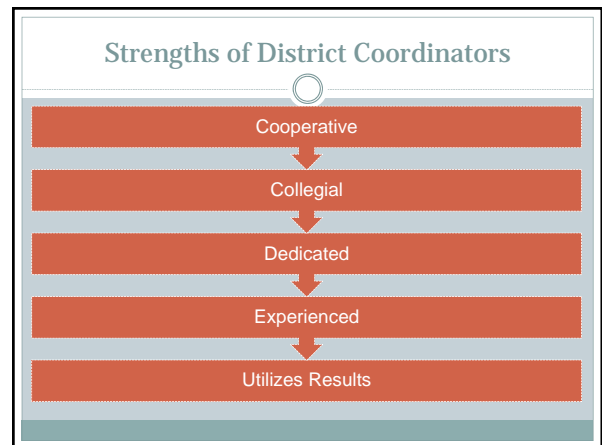 Strengths of District Coordinators
Cooperative
Collegial
Dedicated
Experienced
Utilizes Results